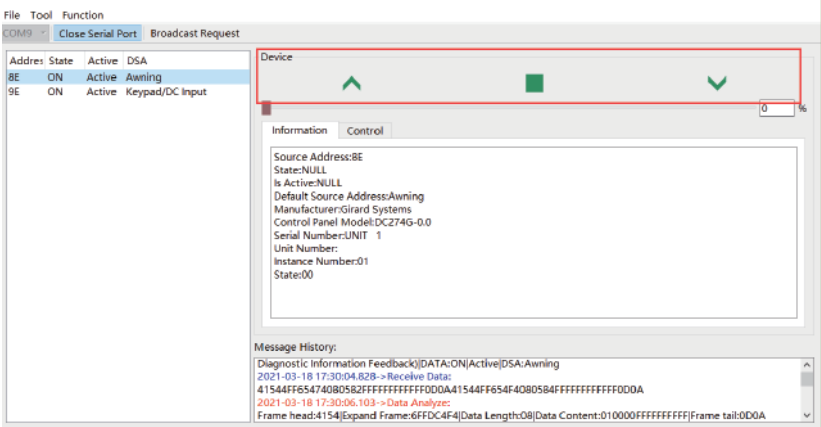 File Tool Function
COM9 Close Serial Port Broadcast Request
Addres State Active DSA
8E ON Active Awning
9E ON Active Keypad/DC Input
Device
0 %
Information Control
Source Address:8E
State:NULL
Is Active:NULL
Default Source Address:Awning
Manufacturer:Girard Systems
Control Panel Model:DC274G-0.0
Serial Number:UNIT 1
Unit Number:
Instance Number:01
State:00
Message History:
Diagnostic Information Feedback)|DATA:ON|Active|DSA:Awning
2021-03-18 17:30:04.828->Receive Data:
41544FF65474080582FFFFFFFFFFFF0D0A41544FF654F4080584FFFFFFFFFFFF0D0A
2021-03-18 17:30:06.103->Data Analyze:
Frame head:4154|Expand Frame:6FFDC4F4|Data Length:08|Data Content:010000FFFFFFFFFF|Frame tail:0D0A